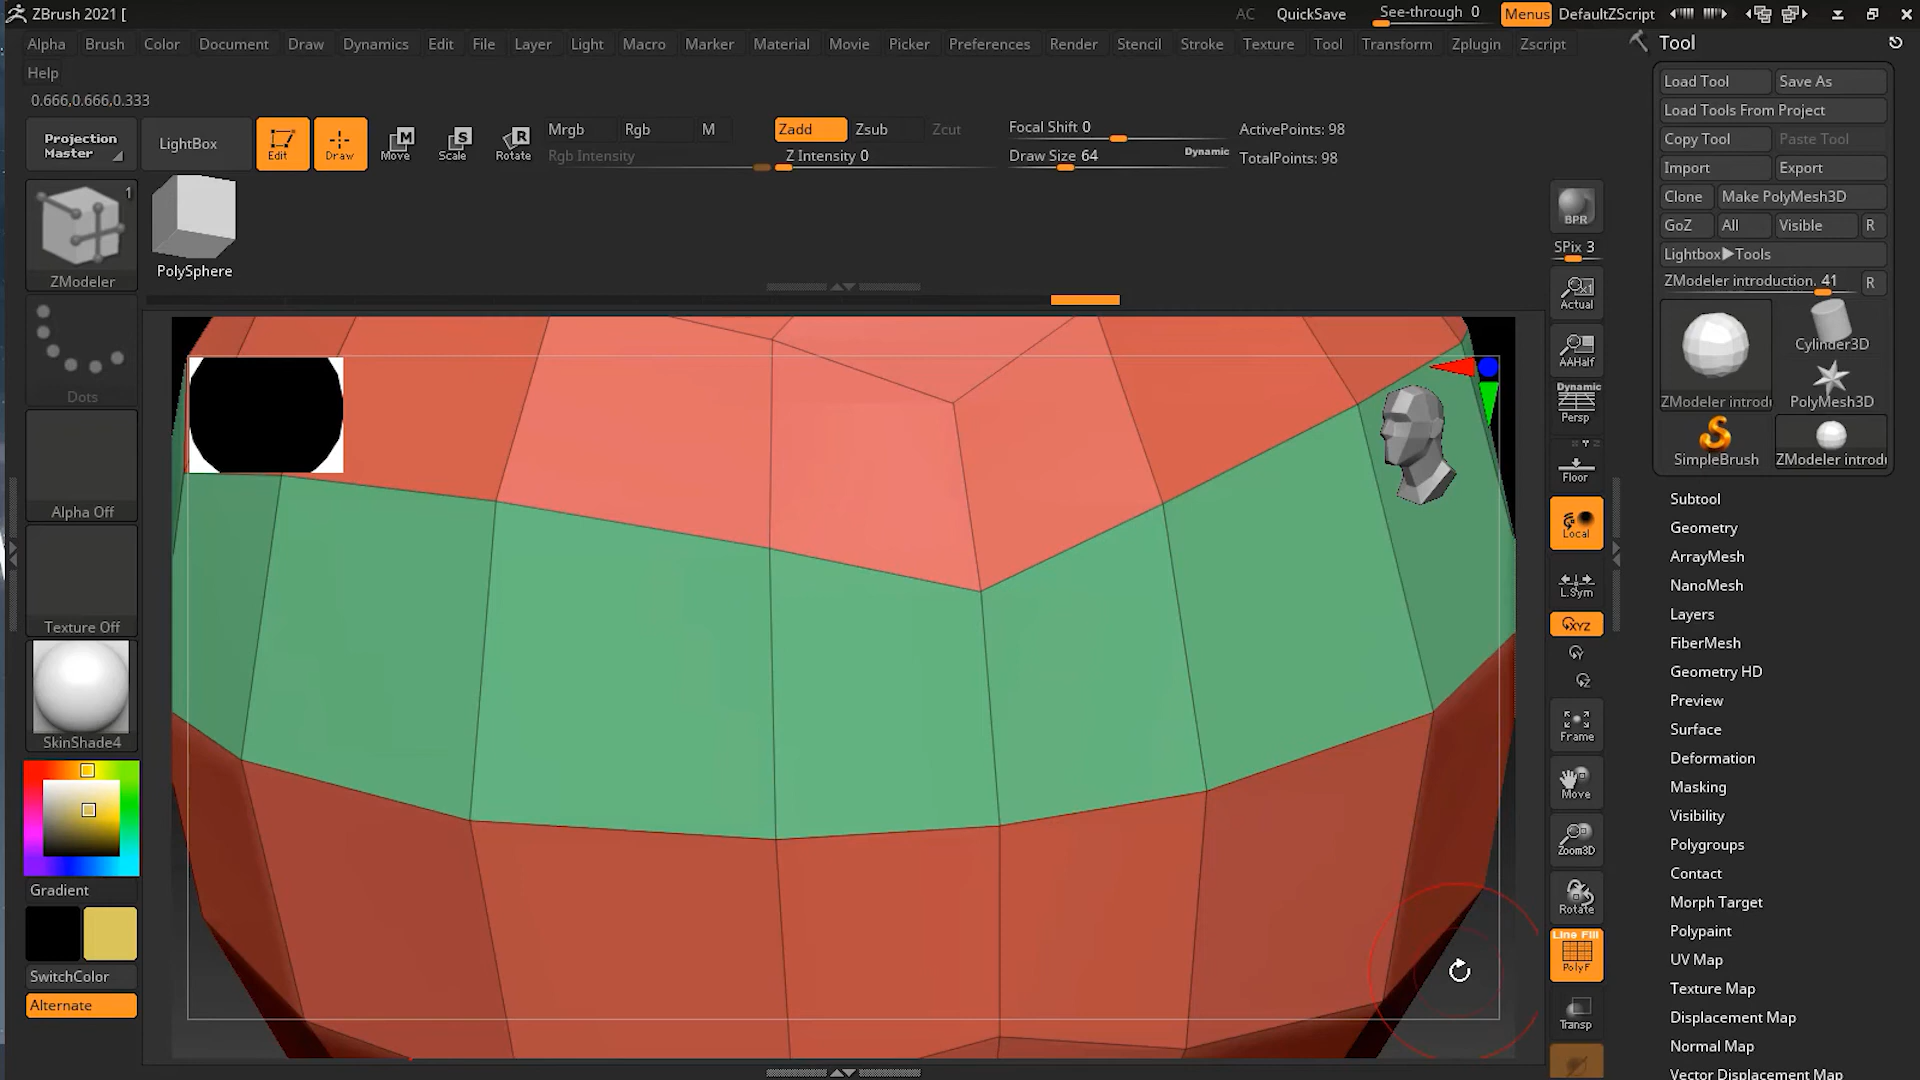 ZBrush 2021 [
AC QuickSave See-through 0 Menus DefaultZScript
Alpha Brush Color Document Draw Dynamics Edit File Layer Light Macro Marker Material Movie Picker Preferences Render Stencil Stroke Texture Tool Transform Zplugin Zscript
Help
0.666,0.666,0.333
Projection
Master
LightBox
Edit
Draw
M
Move
S
Scale
R
Rotate
Mrgb Rgb M
Rgb Intensity
Zadd Zsub Zcut
Z Intensity 0
Focal Shift 0
Draw Size 64
Dynamic
ActivePoints: 98
TotalPoints: 98
1
ZModeler
PolySphere
Dots
Alpha Off
Texture Off
SkinShade4
Gradient
SwitchColor
Alternate
BPR
SPix 3
x1
Actual
AAHalf
Dynamic
Persp
Floor
Local
L.Sym
XYZ
Y
Z
Frame
Move
Zoom3D
Rotate
Line Fill
PolyF
Transp
Tool
Load Tool Save As
Load Tools From Project
Copy Tool Paste Tool
Import Export
Clone Make PolyMesh3D
GoZ All Visible R
Lightbox▶Tools
ZModeler introduction. 41 R
ZModeler introdu
Cylinder3D
PolyMesh3D
SimpleBrush
ZModeler introdu
Subtool
Geometry
ArrayMesh
NanoMesh
Layers
FiberMesh
Geometry HD
Preview
Surface
Deformation
Masking
Visibility
Polygroups
Contact
Morph Target
Polypaint
UV Map
Texture Map
Displacement Map
Normal Map
Vector Displacement Map